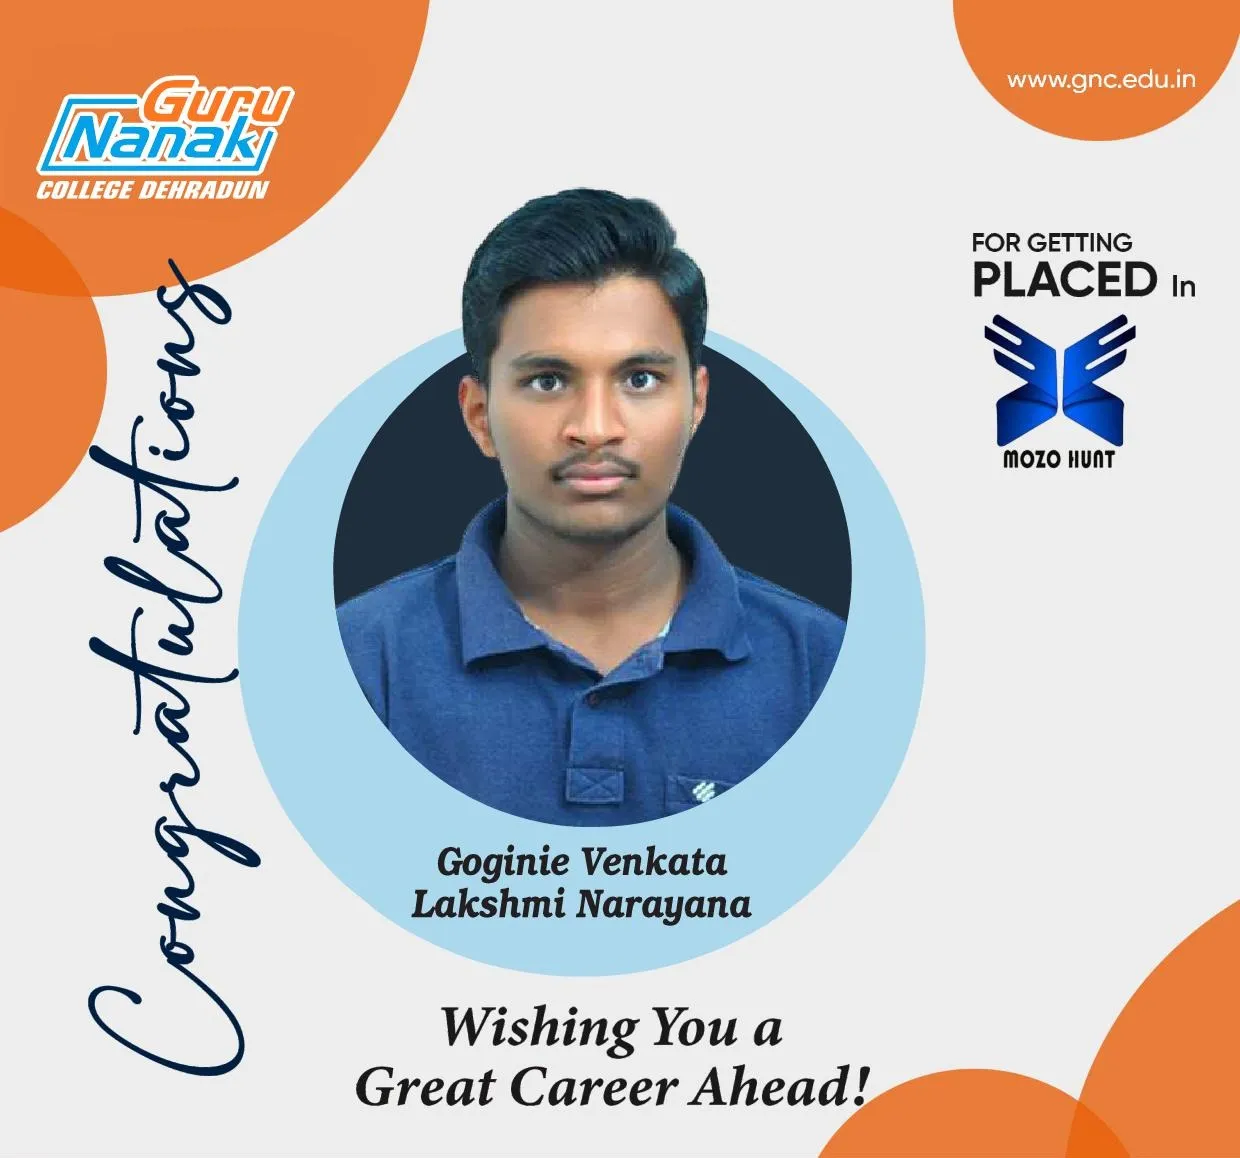 Guru
Nanak
COLLEGE DEHRADUN
www.gnc.edu.in
Congratulations
FOR GETTING
PLACED In
MOZO HUNT
Goginie Venkata
Lakshmi Narayana
Wishing You a
Great Career Ahead!